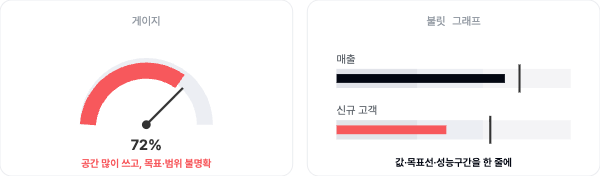 게이지
72%
공간 많이 쓰고, 목표·범위 불명확
불릿 그래프
매출
신규 고객
값·목표선·성능구간을 한 줄에